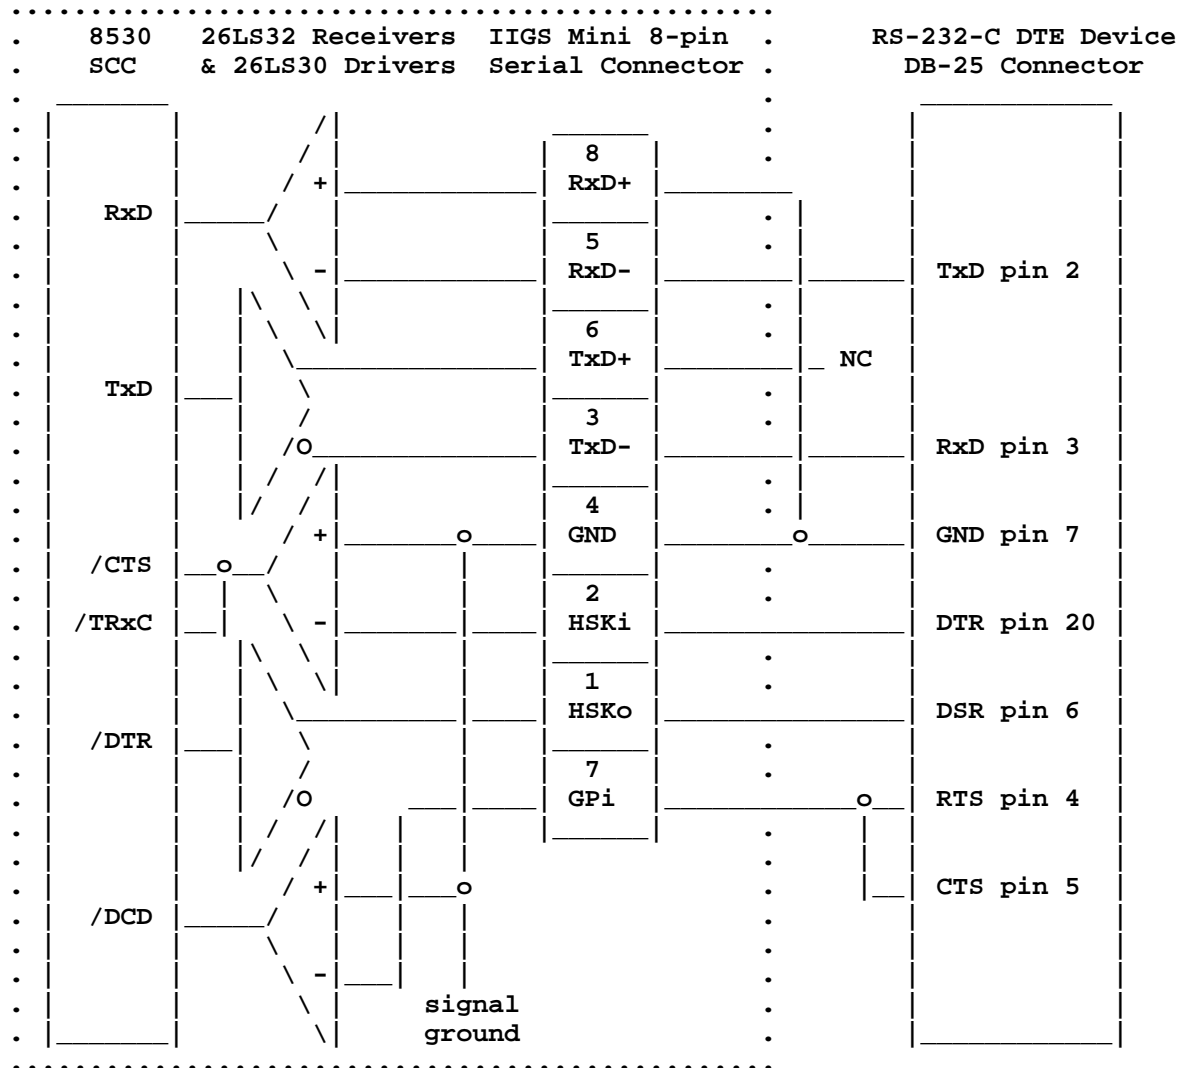 8530 26LS32 Receivers IIGS Mini 8-pin RS-232-C DTE Device
SCC & 26LS30 Drivers Serial Connector DB-25 Connector
8
+ RxD+
RxD
5
- RxD- TxD pin 2
6
TxD+ NC
TxD
3
O TxD- RxD pin 3
4
+ o GND o GND pin 7
/CTS o
2
/TRxC - HSKi DTR pin 20
1
HSKo DSR pin 6
/DTR
7
O GPi o RTS pin 4
+ o CTS pin 5
/DCD
-
signal
ground